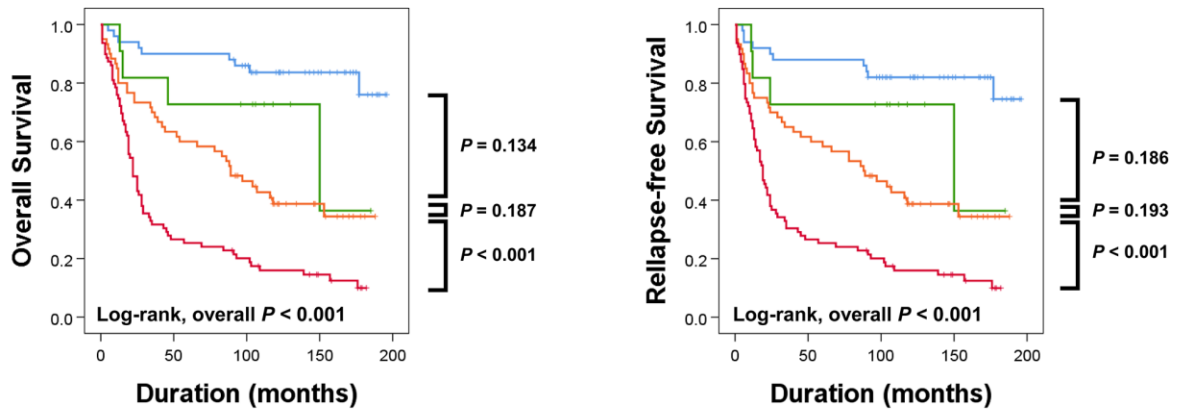 Overall Survival
1.0
0.8
0.6
0.4
0.2
0.0
Log-rank, overall P < 0.001
0 50 100 150 200
Duration (months)
P = 0.134
P = 0.187
P < 0.001
Rellapse-free Survival
1.0
0.8
0.6
0.4
0.2
0.0
Log-rank, overall P < 0.001
0 50 100 150 200
Duration (months)
P = 0.186
P = 0.193
P < 0.001